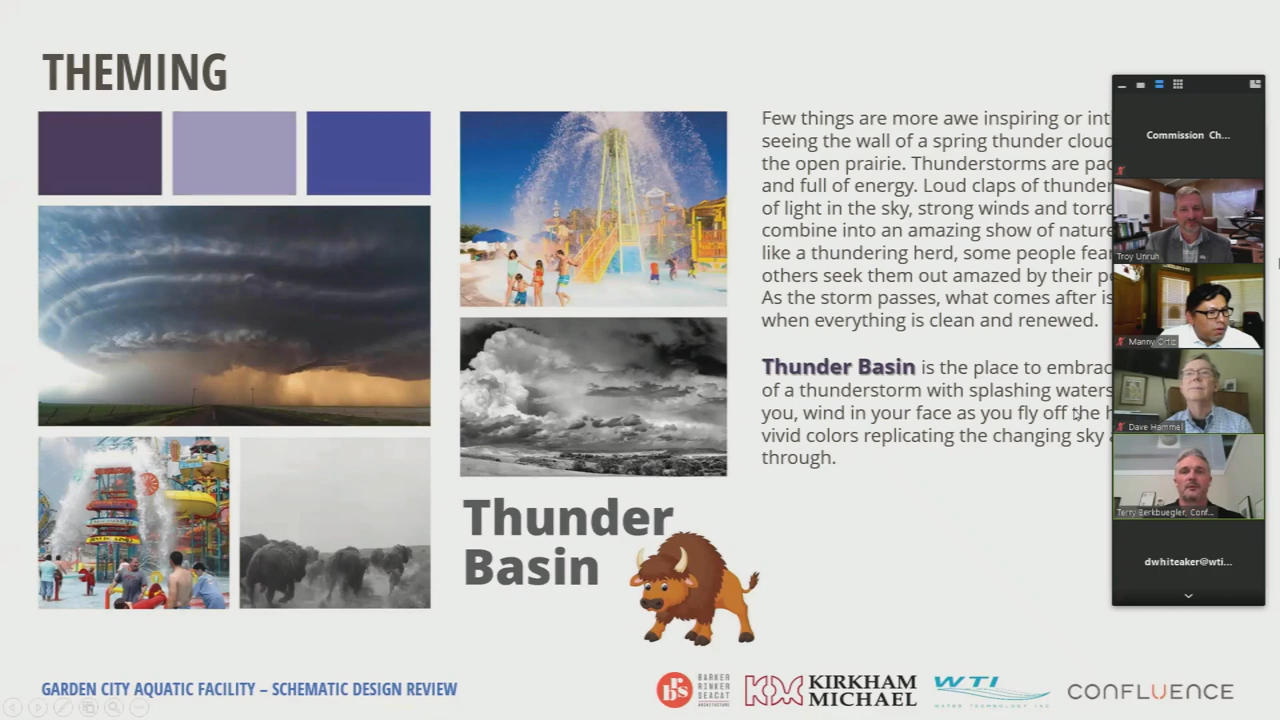 THEMING
Few things are more awe inspiring or int
seeing the wall of a spring thunder cloud
the open prairie. Thunderstorms are pac
and full of energy. Loud claps of thunder
of light in the sky, strong winds and torre
combine into an amazing show of nature
like a thundering herd, some people fear
others seek them out amazed by their po
As the storm passes, what comes after is
when everything is clean and renewed.
Thunder Basin is the place to embrac
of a thunderstorm with splashing waters
you, wind in your face as you fly off the h
vivid colors replicating the changing sky a
through.
Thunder
Basin
Commission Ch...
Troy Unruh
Manny Ortiz
Dave Hammel
Terry Berkbuegler, Conf...
dwhiteaker@wti...
GARDEN CITY AQUATIC FACILITY – SCHEMATIC DESIGN REVIEW
brs
BARKER
RINKER
SEACAT
ARCHITECTURE
KIRKHAM
MICHAEL
WTI
WATER TECHNOLOGY INC
CONFLUENCE